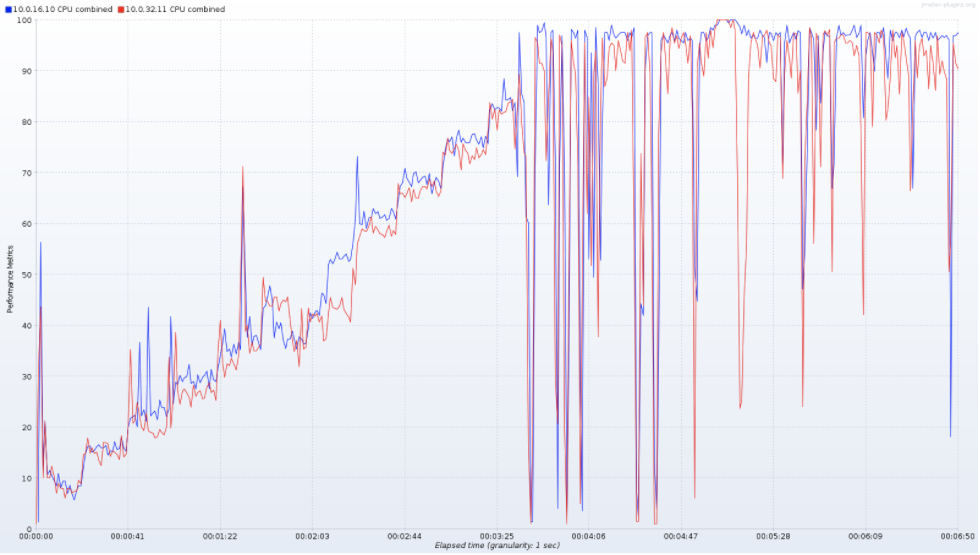 jmeter-plugins.org
10.0.16.10 CPU combined 10.0.32.11 CPU combined
100
90
80
70
60
50
40
30
20
10
0
Performance Metrics
00:00:00 00:00:41 00:01:22 00:02:03 00:02:44 00:03:25 00:04:06 00:04:47 00:05:28 00:06:09 00:06:50
Elapsed time (granularity: 1 sec)